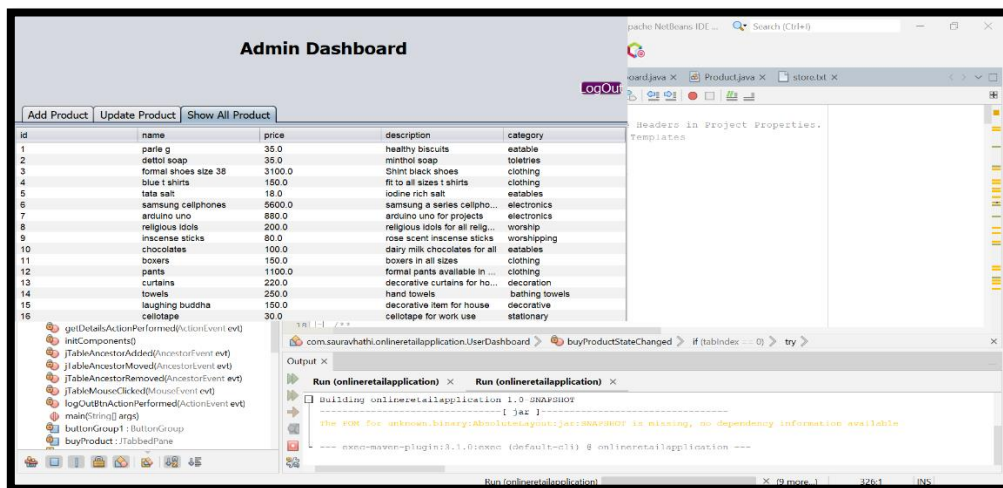 Admin Dashboard
LogOut
Add Product Update Product Show All Product
id name price description category
1 parle g 35.0 healthy biscuits eatable
2 dettol soap 35.0 minthol soap toletries
3 formal shoes size 38 3100.0 Shint black shoes clothing
4 blue t shirts 150.0 fit to all sizes t shirts clothing
5 tata salt 18.0 iodine rich salt eatables
6 samsung cellphones 5600.0 samsung a series cellpho... electronics
7 arduino uno 880.0 arduino uno for projects electronics
8 religious idols 200.0 religious idols for all relig... worship
9 inscense sticks 80.0 rose scent inscense sticks worshipping
10 chocolates 100.0 dairy milk chocolates for all eatables
11 boxers 150.0 boxers in all sizes clothing
12 pants 1100.0 formal pants available in ... clothing
13 curtains 220.0 decorative curtains for ho... decoration
14 towels 250.0 hand towels bathing towels
15 laughing buddha 150.0 decorative item for house decorative
16 cellotape 30.0 cellotape for work use stationary
pache NetBeans IDE ... Search (Ctrl+I)
oard.java × Product.java × store.txt ×
Headers in Project Properties.
Templates
/**
getDetailsActionPerformed(ActionEvent evt)
initComponents()
jTableAncestorAdded(AncestorEvent evt)
jTableAncestorMoved(AncestorEvent evt)
jTableAncestorRemoved(AncestorEvent evt)
jTableMouseClicked(MouseEvent evt)
logOutBtnActionPerformed(ActionEvent evt)
main(String[] args)
buttonGroup1 : ButtonGroup
buyProduct : JTabbedPane
com.sauravhathi.onlineretailapplication.UserDashboard buyProductStateChanged if (tabIndex == 0) try
Output ×
Run (onlineretailapplication) × Run (onlineretailapplication) ×
Building onlineretailapplication 1.0-SNAPSHOT
--------------------------------[ jar ]---------------------------------
The POM for unknown.binary:AbsoluteLayout:jar:SNAPSHOT is missing, no dependency information available
--- exec-maven-plugin:3.1.0:exec (default-cli) @ onlineretailapplication ---
Run (onlineretailapplication) (9 more...) 326:1 INS